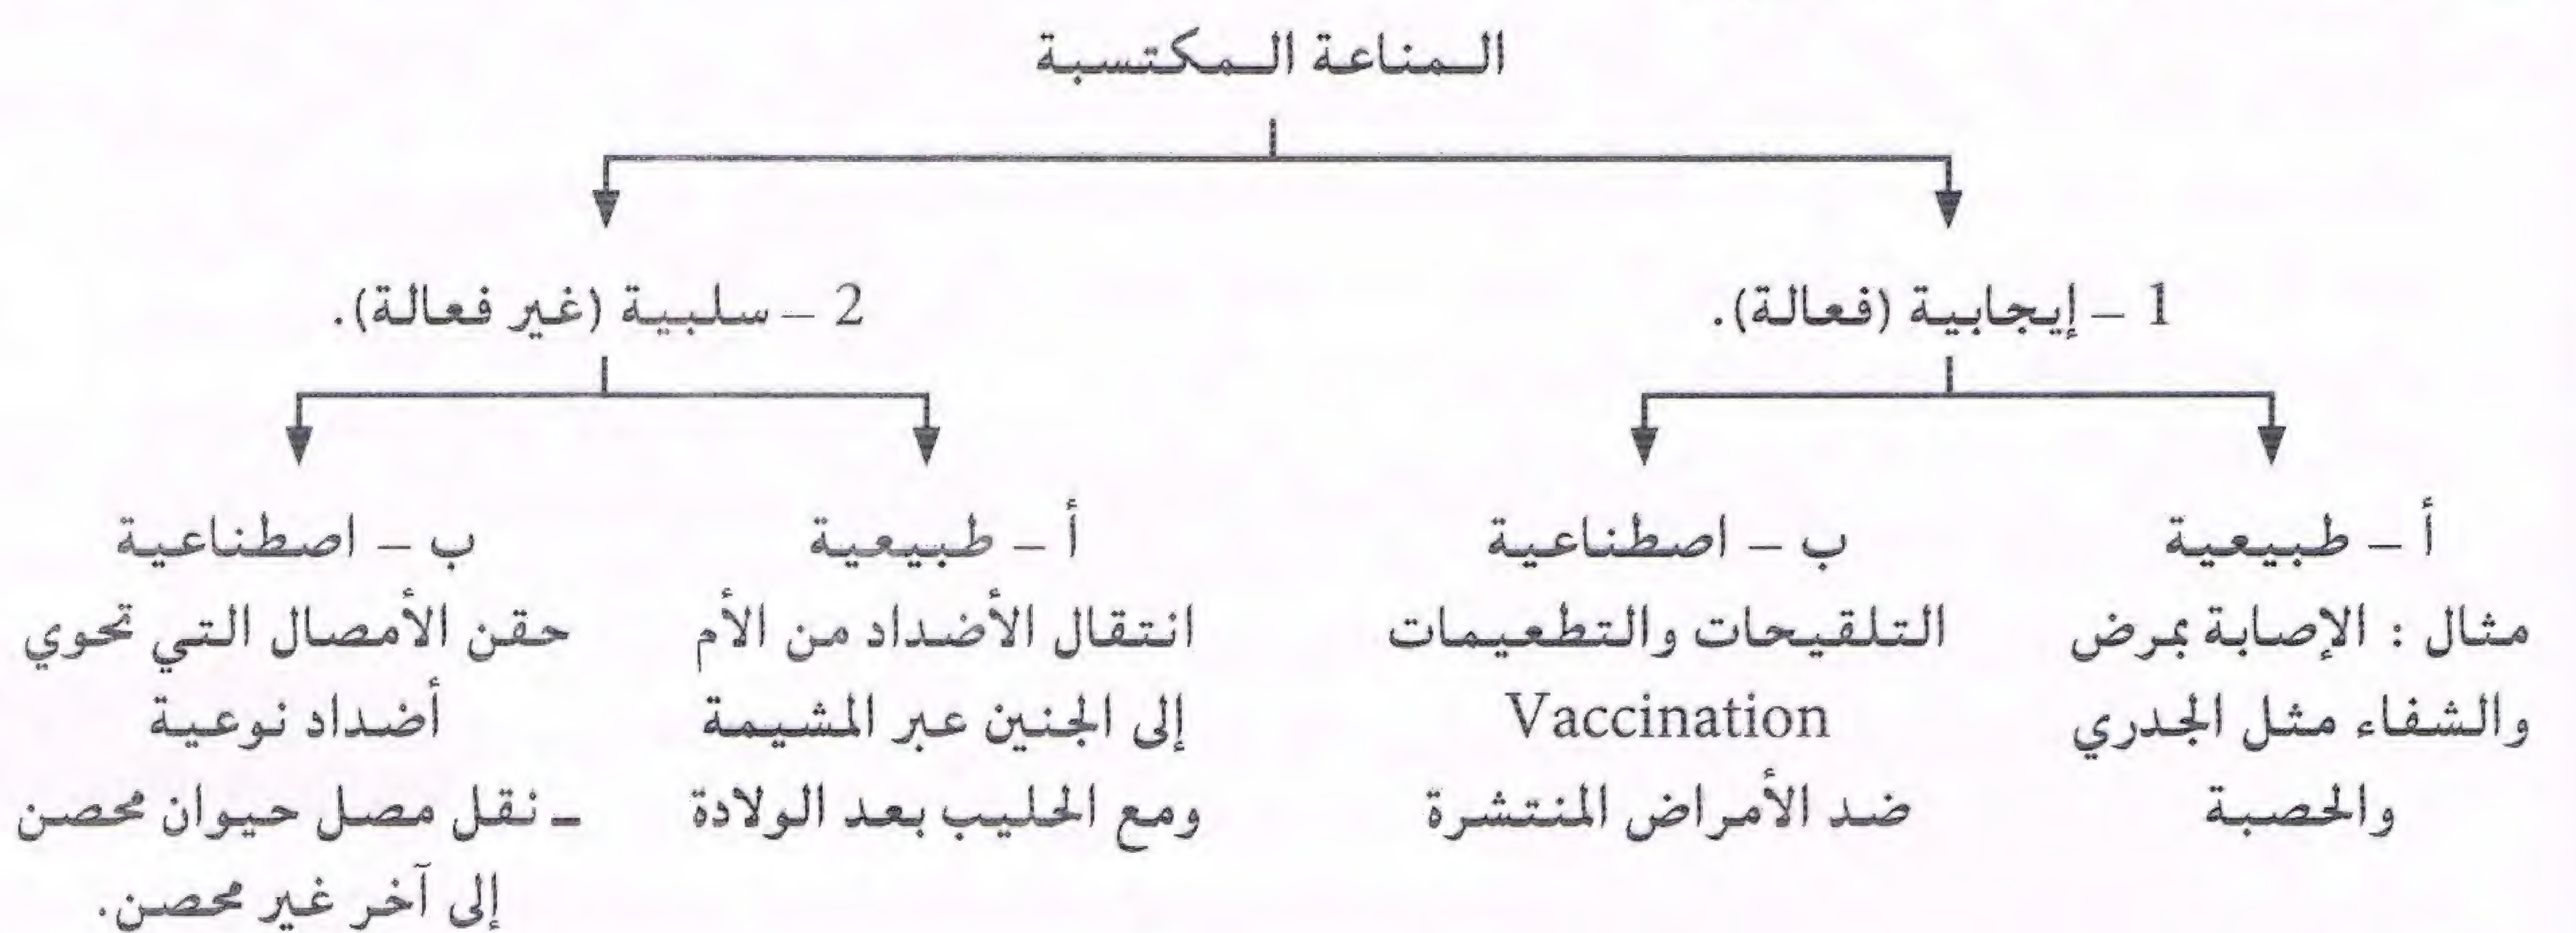 المناعة المكتسبة
1 – إيجابية (فعالة).
2 – سلبية (غير فعالة).
أ – طبيعية
مثال : الإصابة بمرض
والشفاء مثل الجدري
والحصبة
ب – اصطناعية
التلقيحات والتطعيمات
Vaccination
ضد الأمراض المنتشرة
أ – طبيعية
انتقال الأضداد من الأم
إلى الجنين عبر المشيمة
ومع الحليب بعد الولادة
ب – اصطناعية
حقن الأمصال التي تحوي
أضداد نوعية
– نقل مصل حيوان محصن
إلى آخر غير محصن.